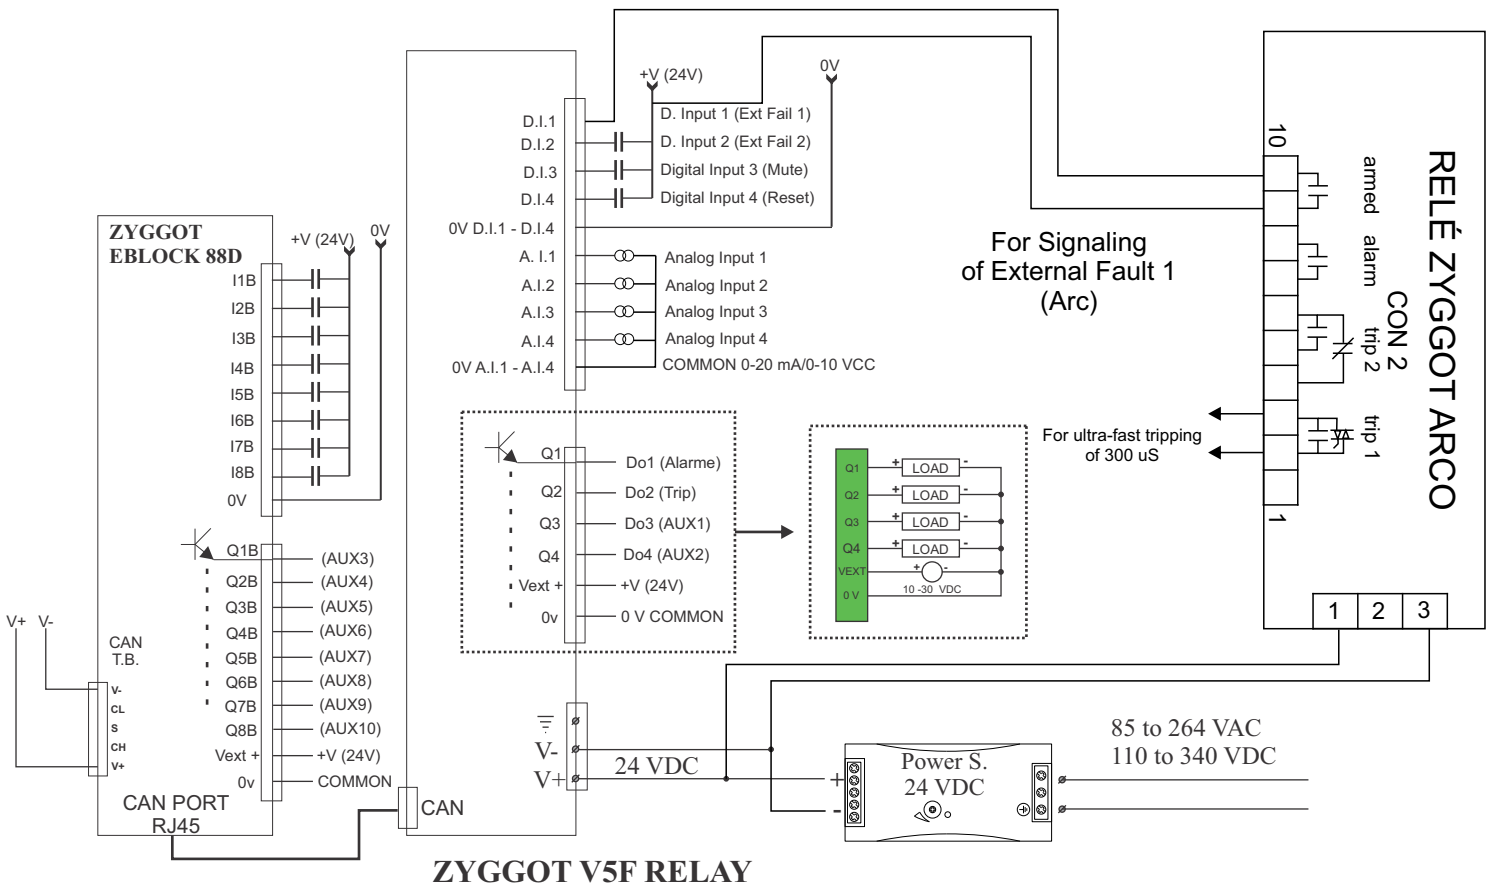 ZYGGOT
EBLOCK 88D
+V (24V)
0V
I1B
I2B
I3B
I4B
I5B
I6B
I7B
I8B
0V
Q1B
(AUX3)
Q2B
(AUX4)
Q3B
(AUX5)
Q4B
(AUX6)
Q5B
(AUX7)
Q6B
(AUX8)
Q7B
(AUX9)
Q8B
(AUX10)
Vext +
+V (24V)
0v
COMMON
V+ V-
CAN
T.B.
V-
CL
S
CH
V+
CAN PORT
RJ45
CAN
+V (24V)
0V
D.I.1
D. Input 1 (Ext Fail 1)
D.I.2
D. Input 2 (Ext Fail 2)
D.I.3
Digital Input 3 (Mute)
D.I.4
Digital Input 4 (Reset)
0V D.I.1 - D.I.4
A. I.1
Analog Input 1
A.I.2
Analog Input 2
A.I.3
Analog Input 3
A.I.4
Analog Input 4
0V A.I.1 - A.I.4
COMMON 0-20 mA/0-10 VCC
Q1
Do1 (Alarme)
Q2
Do2 (Trip)
Q3
Do3 (AUX1)
Q4
Do4 (AUX2)
Vext +
+V (24V)
0v
0 V COMMON
Q1
+ LOAD -
Q2
+ LOAD -
Q3
+ LOAD -
Q4
+ LOAD -
VEXT
+ -
10 -30 VDC
0 V
V-
V+
24 VDC
ZYGGOT V5F RELAY
For Signaling
of External Fault 1
(Arc)
For ultra-fast tripping
of 300 uS
10
1
armed
alarm
trip 2
trip 1
CON 2
RELÉ ZYGGOT ARCO
1 2 3
+
-
Power S.
24 VDC
85 to 264 VAC
110 to 340 VDC